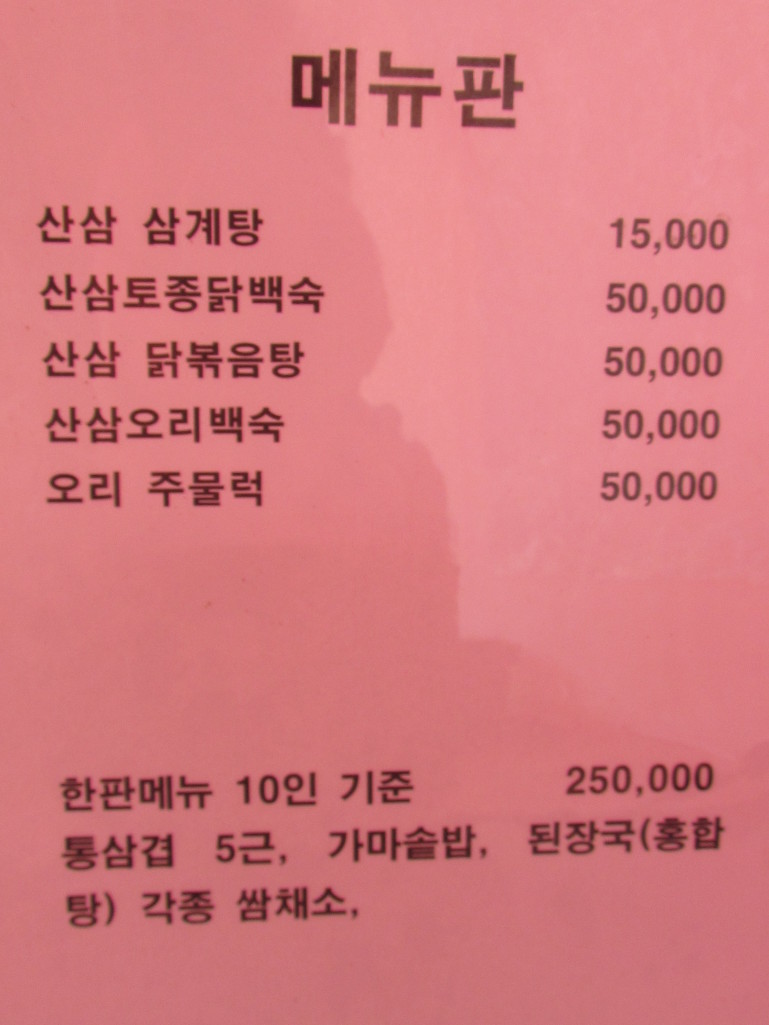 메뉴판
산삼 삼계탕 15,000
산삼토종닭백숙 50,000
산삼 닭볶음탕 50,000
산삼오리백숙 50,000
오리 주물럭 50,000
한판메뉴 10인 기준 250,000
통삼겹 5근, 가마솥밥, 된장국(홍합
탕) 각종 쌈채소,